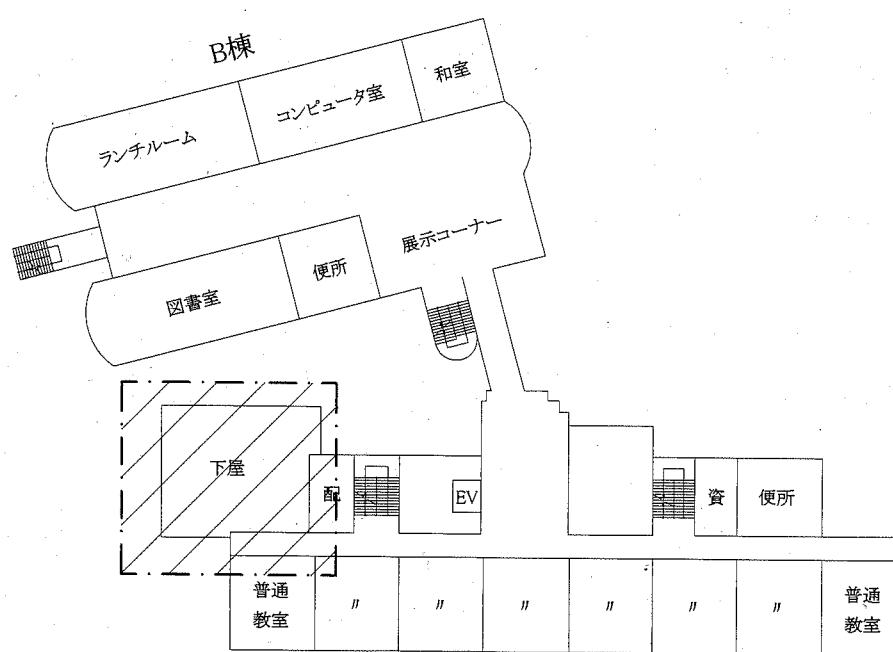 B棟
和室
コンピュータ室
ランチルーム
展示コーナー
便所
図書室
下屋
配
EV
資
便所
普通
教室
〃
〃
〃
〃
〃
〃
普通
教室